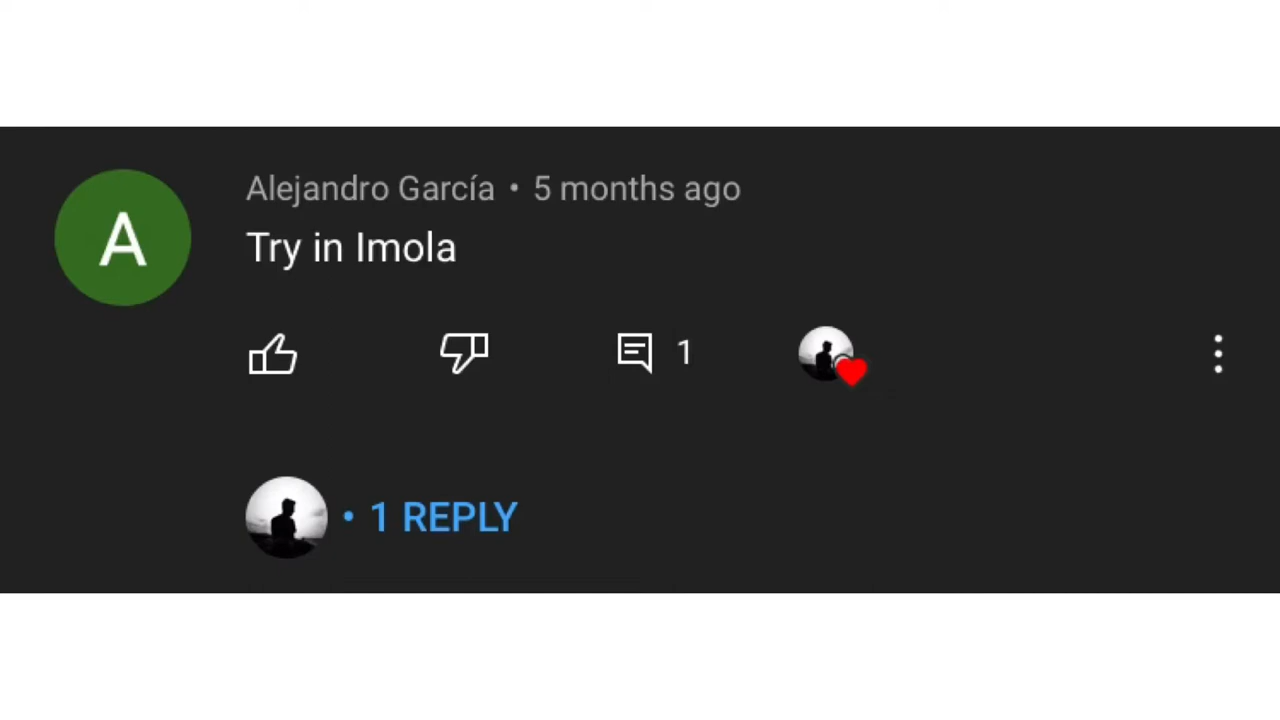 A
Alejandro García • 5 months ago
Try in Imola
1
• 1 REPLY